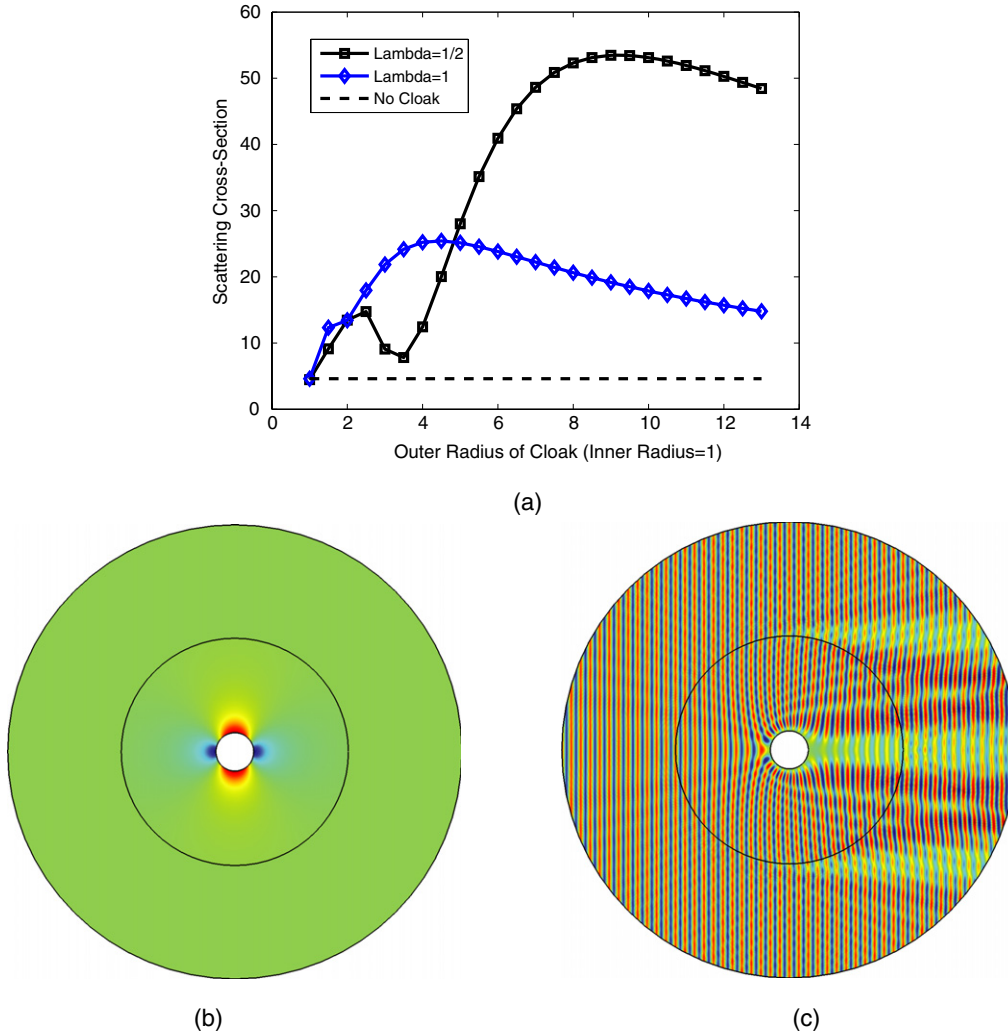 60
50
40
30
20
10
0
Scattering Cross-Section
Lambda=1/2
Lambda=1
No Cloak
0 2 4 6 8 10 12 14
Outer Radius of Cloak (Inner Radius=1)
(a)
(b) (c)